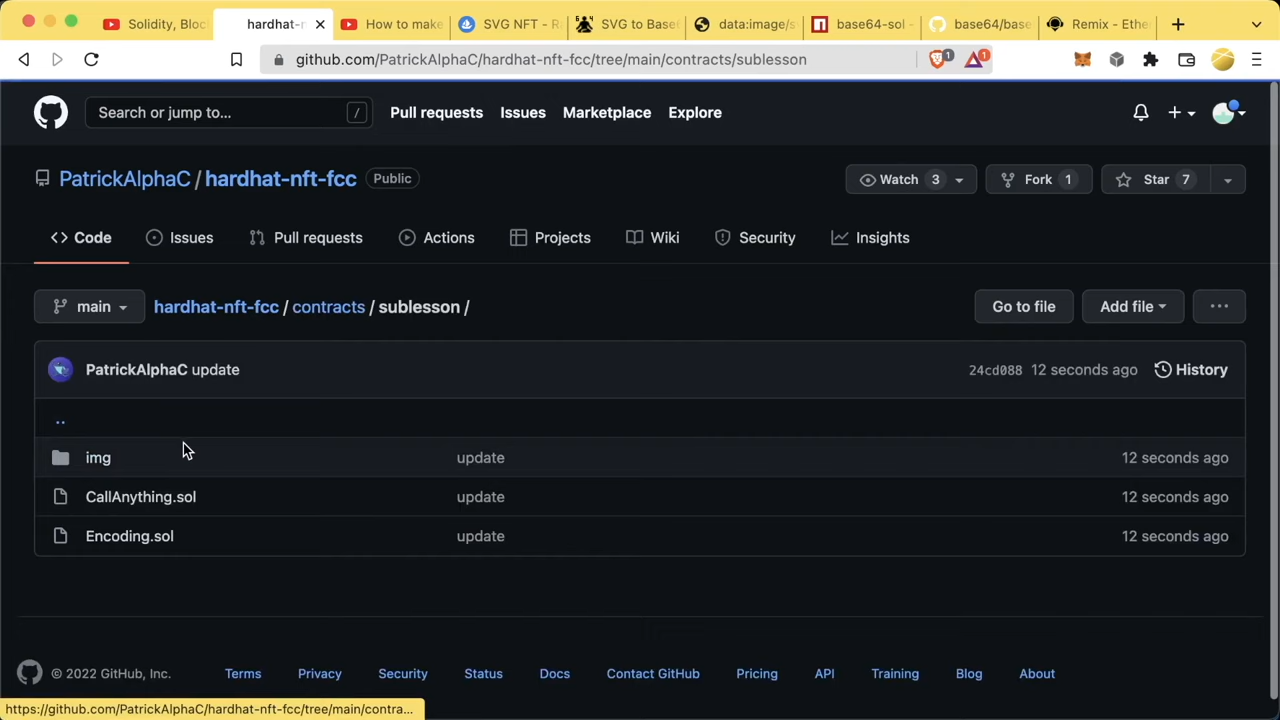 Solidity, Bloc
hardhat-n
How to make
SVG NFT - R
SVG to Base
data:image/s
base64-sol -
base64/base
Remix - Ethe
github.com/PatrickAlphaC/hardhat-nft-fcc/tree/main/contracts/sublesson
1
1
Search or jump to...
/
Pull requests
Issues
Marketplace
Explore
PatrickAlphaC / hardhat-nft-fcc
Public
Watch 3
Fork 1
Star 7
Code
Issues
Pull requests
Actions
Projects
Wiki
Security
Insights
main
hardhat-nft-fcc / contracts / sublesson /
Go to file
Add file
PatrickAlphaC update
24cd088 12 seconds ago
History
..
img
update
12 seconds ago
CallAnything.sol
update
12 seconds ago
Encoding.sol
update
12 seconds ago
© 2022 GitHub, Inc.
Terms
Privacy
Security
Status
Docs
Contact GitHub
Pricing
API
Training
Blog
About
https://github.com/PatrickAlphaC/hardhat-nft-fcc/tree/main/contra...